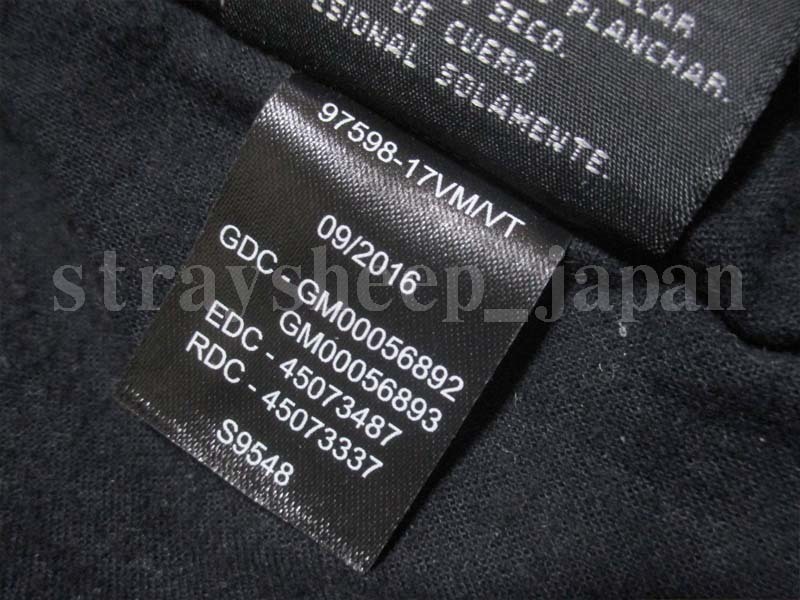 SECO.
PLANCHAR.
DE CUERO
SOLAMENTE.
97598-17VM/VT
09/2016
GDC - GM00056892
GM00056893
EDC - 45073487
RDC - 45073337
S9548
straysheep_japan